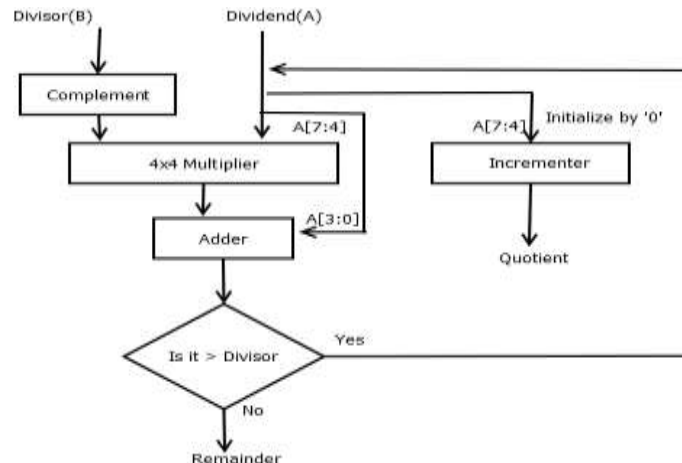 Divisor(B)
Dividend(A)
Complement
Initialize by '0'
A[7:4]
A[7:4]
4x4 Multiplier
Incrementer
A[3:0]
Adder
Quotient
Yes
Is it > Divisor
No
Remainder